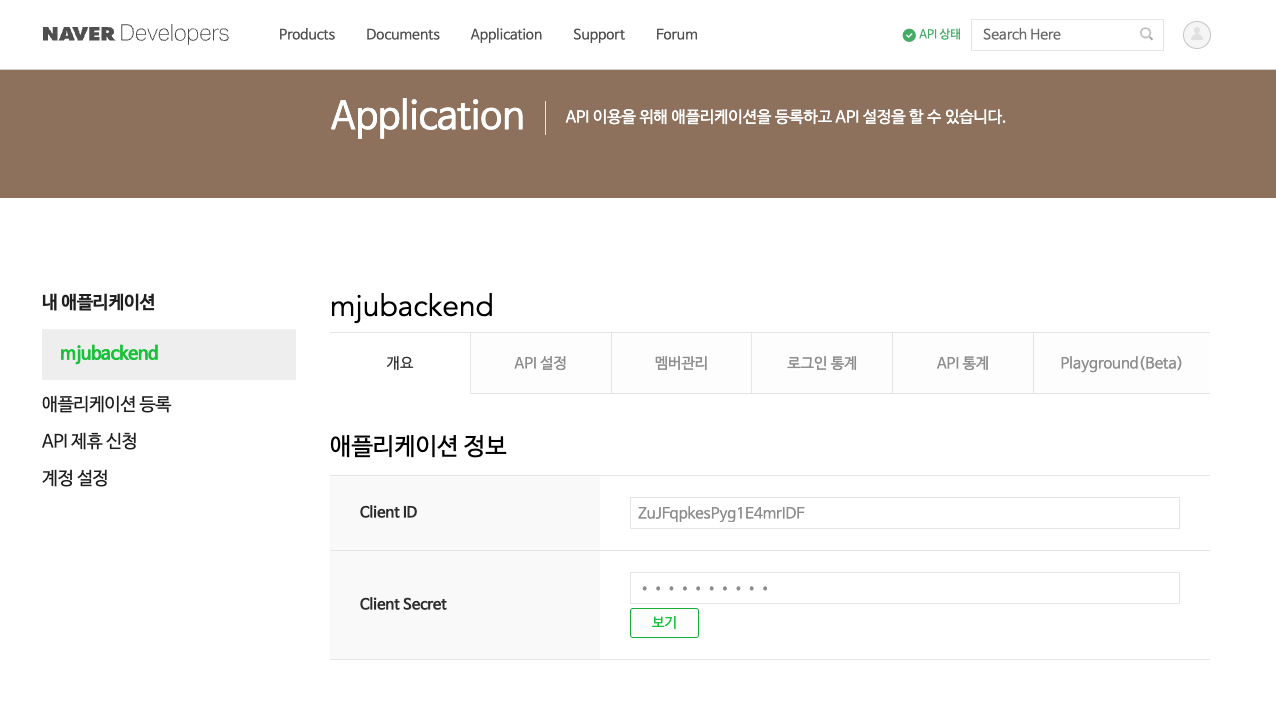 NAVER Developers
Products Documents Application Support Forum
API 상태
Search Here
Application
API 이용을 위해 애플리케이션을 등록하고 API 설정을 할 수 있습니다.
내 애플리케이션
mjubackend
애플리케이션 등록
API 제휴 신청
계정 설정
mjubackend
개요 API 설정 멤버관리 로그인 통계 API 통계 Playground(Beta)
애플리케이션 정보
Client ID
ZuJFqpkesPyg1E4mrIDF
Client Secret
••••••••••
보기